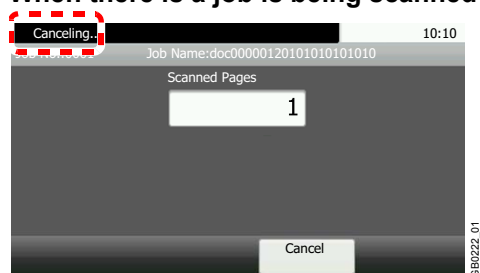 When there is a job is being scanned
Canceling.. 10:10
Job Name:doc00000120101010101010
Scanned Pages
1
Cancel
GB0222_01